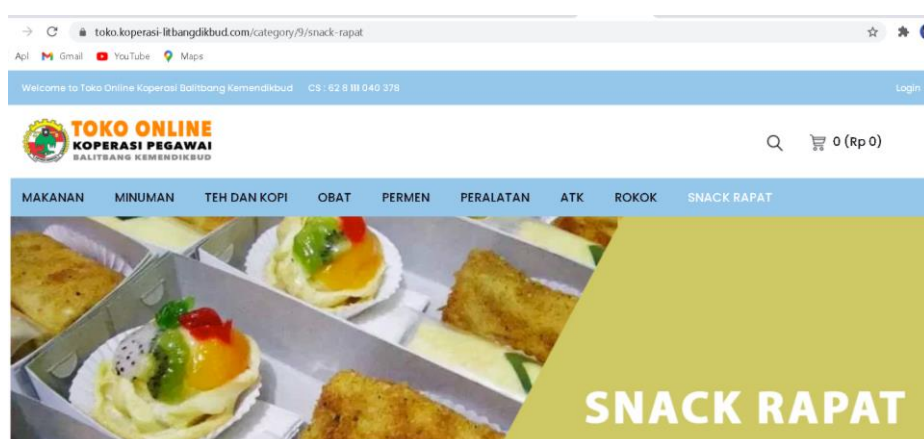 toko.koperasi-litbangdikbud.com/category/9/snack-rapat
Apl Gmail YouTube Maps
Welcome to Toko Online Koperasi Balitbang Kemendikbud CS : 62 8 111 040 378 Login
TOKO ONLINE
KOPERASI PEGAWAI
BALITBANG KEMENDIKBUD
0 (Rp 0)
MAKANAN MINUMAN TEH DAN KOPI OBAT PERMEN PERALATAN ATK ROKOK SNACK RAPAT
SNACK RAPAT